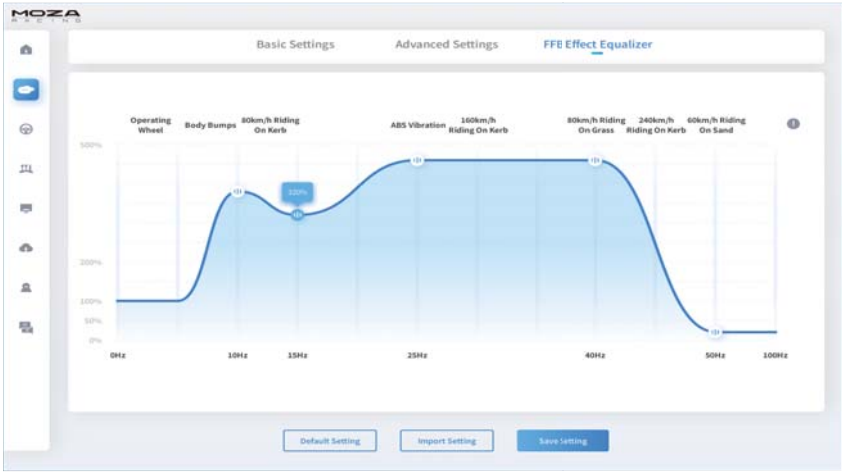 MOZA
RACING
Basic Settings
Advanced Settings
FFB Effect Equalizer
Operating
Wheel
Body Bumps
80km/h Riding
On Kerb
ABS Vibration
160km/h
Riding On Kerb
80km/h Riding
On Grass
240km/h
Riding On Kerb
60km/h Riding
On Sand
500%
320%
200%
100%
50%
0%
0Hz
10Hz
15Hz
25Hz
40Hz
50Hz
100Hz
Default Setting
Import Setting
Save Setting